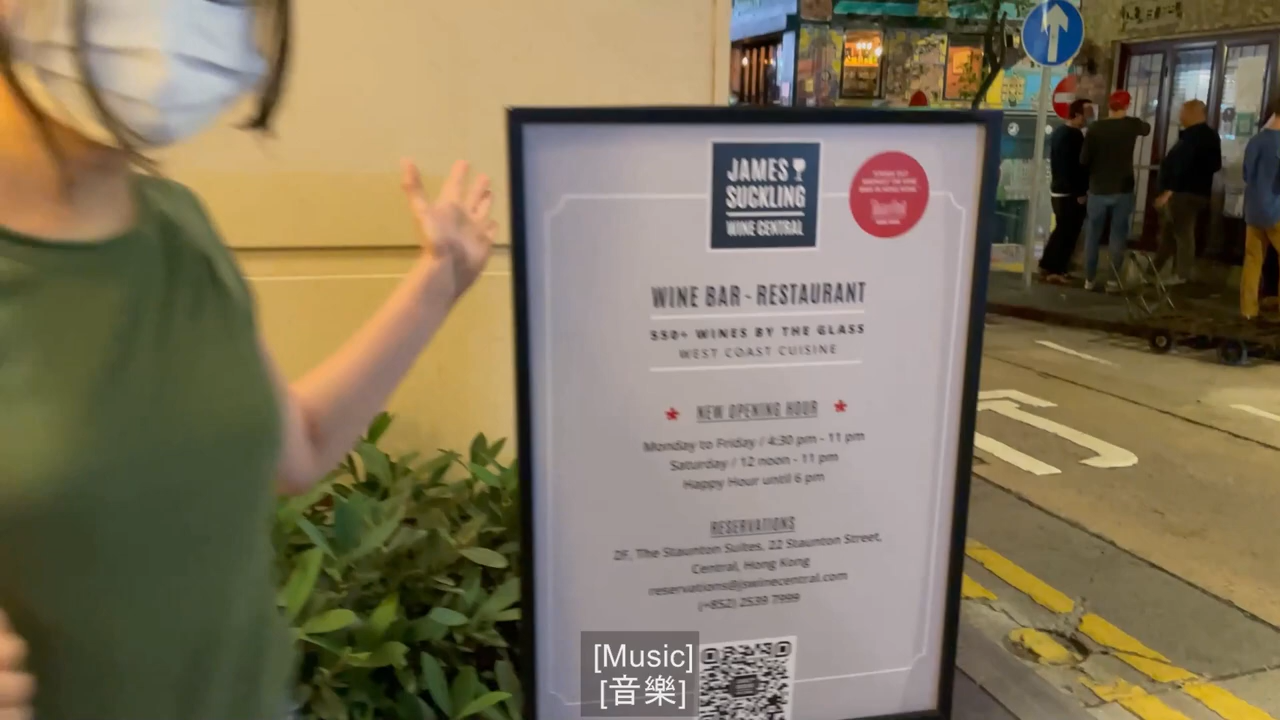 JAMES
SUCKLING
WINE CENTRAL
WINE BAR - RESTAURANT
550+ WINES BY THE GLASS
WEST COAST CUISINE
* NEW OPENING HOUR *
Monday to Friday / 4:30 pm - 11 pm
Saturday / 12 noon - 11 pm
Happy Hour until 6 pm
RESERVATIONS
2F, The Staunton Suites, 22 Staunton Street,
Central, Hong Kong
reservations@jswinecentral.com
(+852) 2539 7999
[Music]
[音樂]